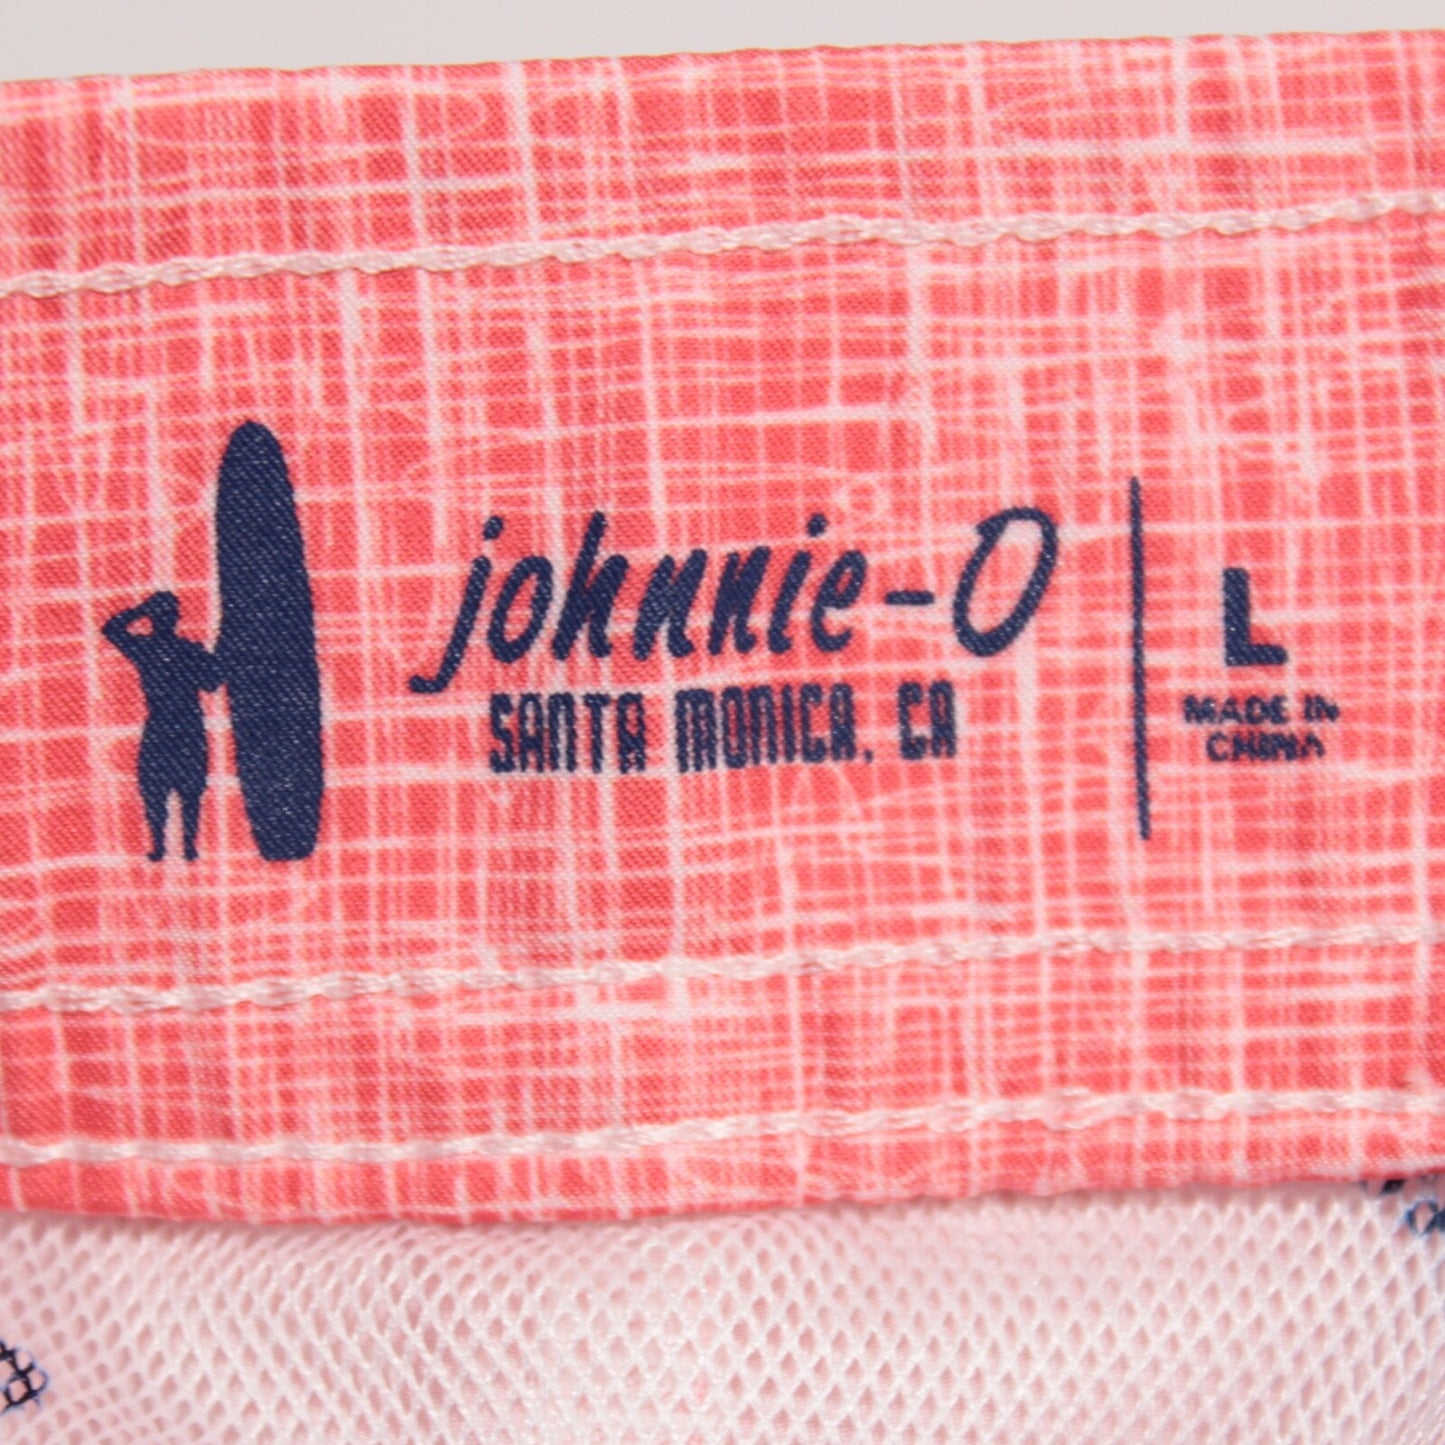 johnnie-O
SANTA MONICA, CA
L
MADE IN
CHINA